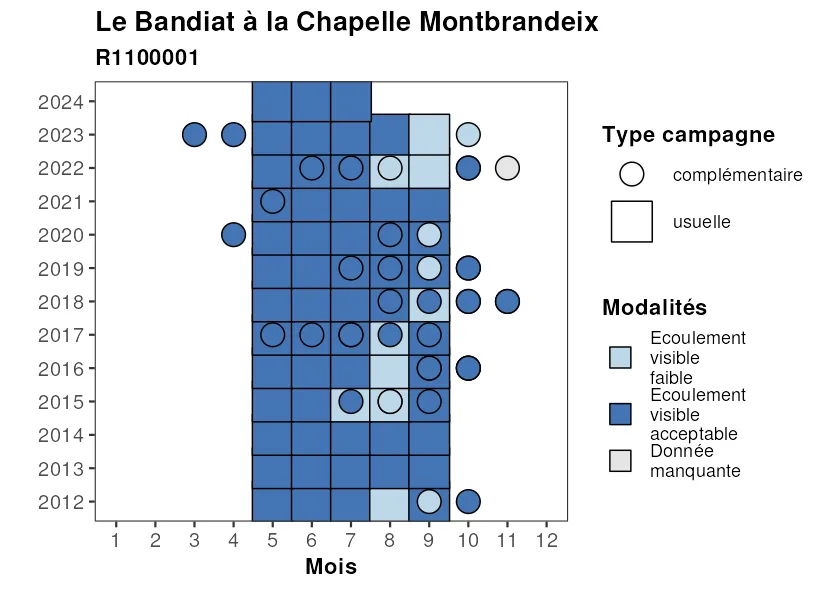 Le Bandiat à la Chapelle Montbrandeix
R1100001
2024
2023
2022
2021
2020
2019
2018
2017
2016
2015
2014
2013
2012
1 2 3 4 5 6 7 8 9 10 11 12
Mois
Type campagne
complémentaire
usuelle
Modalités
Ecoulement
visible
faible
Ecoulement
visible
acceptable
Donnée
manquante